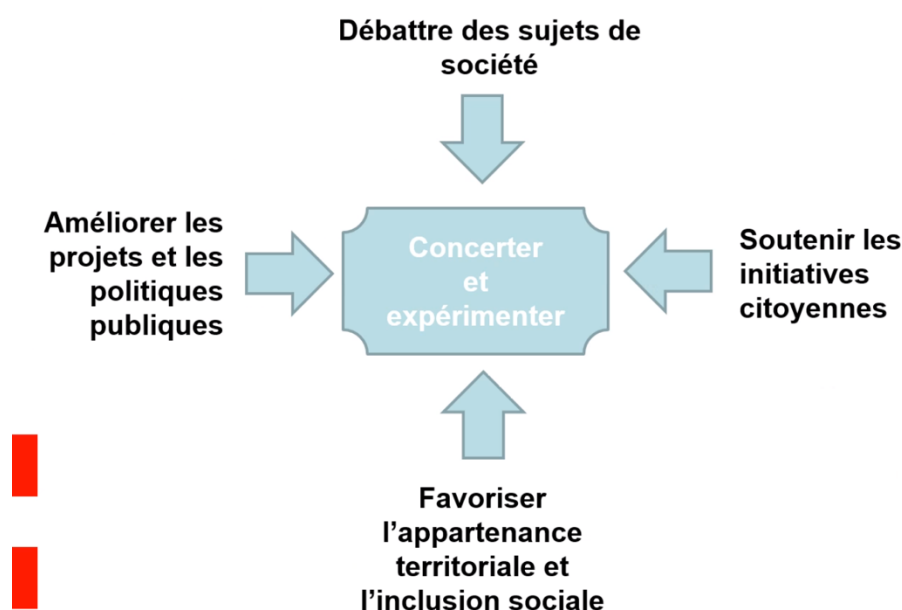 Débattre des sujets de
société
Améliorer les
projets et les
politiques
publiques
Concerter
et
expérimenter
Soutenir les
initiatives
citoyennes
Favoriser
l’appartenance
territoriale et
l’inclusion sociale